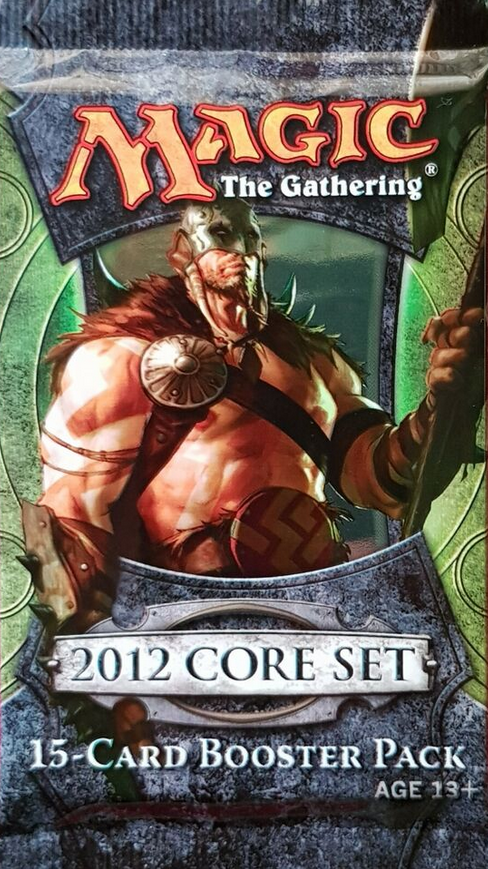 MAGIC
The Gathering®
2012 CORE SET
15-CARD BOOSTER PACK
AGE 13+